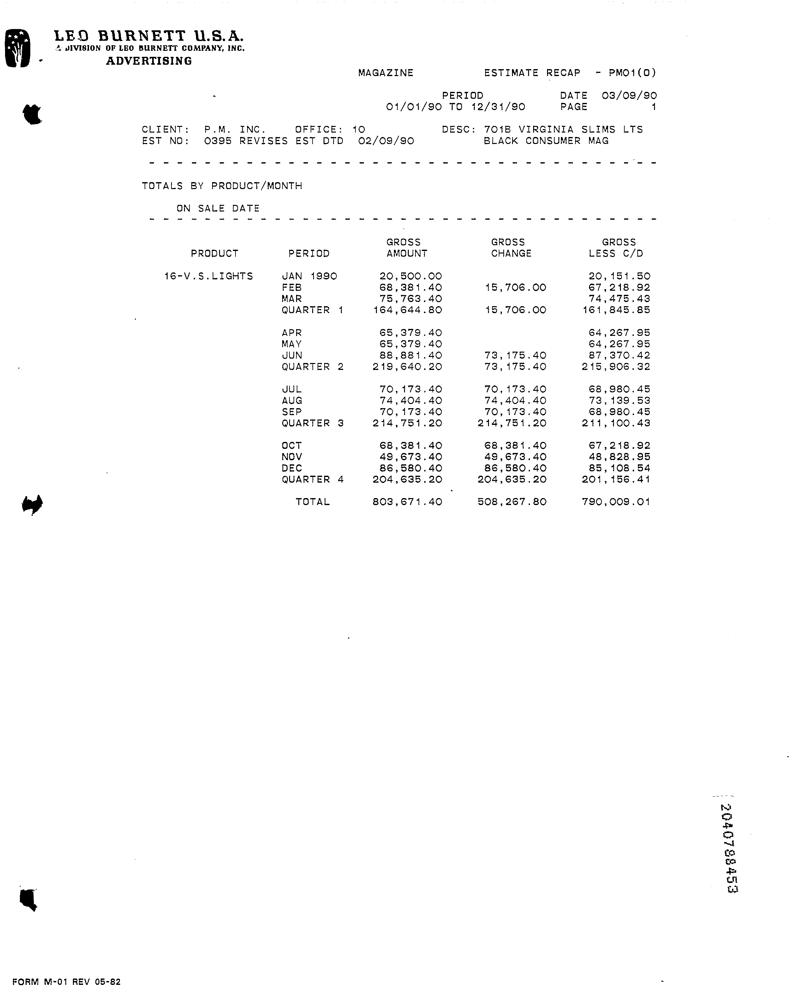 LEO BURNETT U.S.A.
A DIVISION OF LEO BURNETT COMPANY, INC.
ADVERTISING
MAGAZINE ESTIMATE RECAP - PM01(0)
PERIOD DATE 03/09/90
01/01/90 TO 12/31/90 PAGE 1
CLIENT: P.M. INC. OFFICE: 10 DESC: 701B VIRGINIA SLIMS LTS
EST NO: 0395 REVISES EST DTD 02/09/90 BLACK CONSUMER MAG
TOTALS BY PRODUCT/MONTH
ON SALE DATE
GROSS GROSS GROSS
PRODUCT PERIOD AMOUNT CHANGE LESS C/D
16-V.S.LIGHTS JAN 1990 20,500.00 20,151.50
FEB 68,381.40 15,706.00 67,218.92
MAR 75,763.40 74,475.43
QUARTER 1 164,644.80 15,706.00 161,845.85
APR 65,379.40 64,267.95
MAY 65,379.40 64,267.95
JUN 88,881.40 73,175.40 87,370.42
QUARTER 2 219,640.20 73,175.40 215,906.32
JUL 70,173.40 70,173.40 68,980.45
AUG 74,404.40 74,404.40 73,139.53
SEP 70,173.40 70,173.40 68,980.45
QUARTER 3 214,751.20 214,751.20 211,100.43
OCT 68,381.40 68,381.40 67,218.92
NOV 49,673.40 49,673.40 48,828.95
DEC 86,580.40 86,580.40 85,108.54
QUARTER 4 204,635.20 204,635.20 201,156.41
TOTAL 803,671.40 508,267.80 790,009.01
2040788453
FORM M-01 REV 05-82